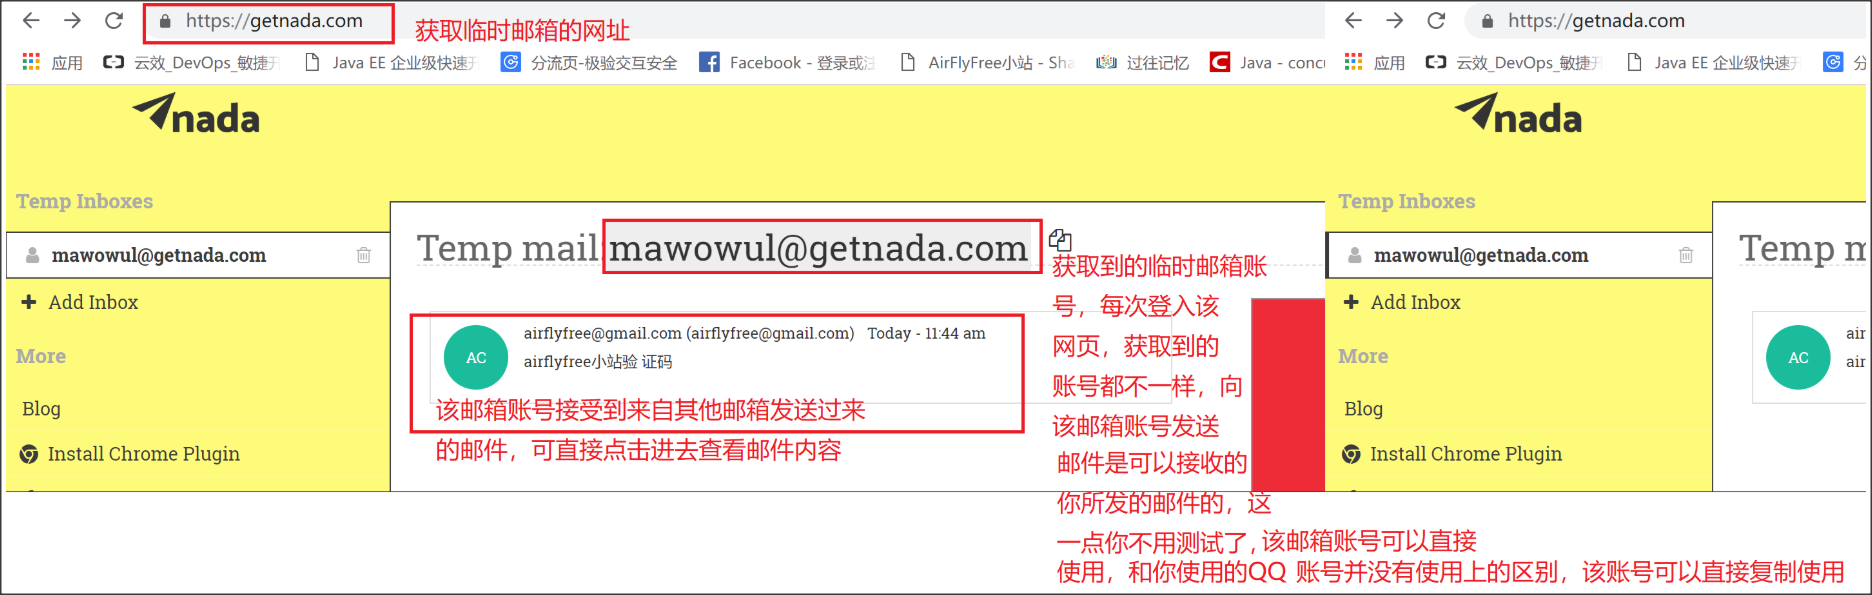 https://getnada.com
获取临时邮箱的网址
https://getnada.com
应用 云效_DevOps_敏捷开 Java EE 企业级快速开 分流页-极验交互安全 Facebook - 登录或注 AirFlyFree小站 - Sha 过往记忆 Java - concu
应用 云效_DevOps_敏捷开 Java EE 企业级快速开 分
nada
nada
Temp Inboxes
mawowul@getnada.com
Add Inbox
More
Blog
Install Chrome Plugin
Temp mail: mawowul@getnada.com
AC
airflyfree@gmail.com (airflyfree@gmail.com) Today - 11:44 am
airflyfree小站验 证码
该邮箱账号接受到来自其他邮箱发送过来
的邮件，可直接点击进去查看邮件内容
获取到的临时邮箱账
号，每次登入该
网页，获取到的
账号都不一样，向
该邮箱账号发送
邮件是可以接收的
你所发的邮件的，这
一点你不用测试了,该邮箱账号可以直接
使用，和你使用的QQ 账号并没有使用上的区别，该账号可以直接复制使用
Temp Inboxes
mawowul@getnada.com
Add Inbox
More
Blog
Install Chrome Plugin
Temp m
AC
air
air